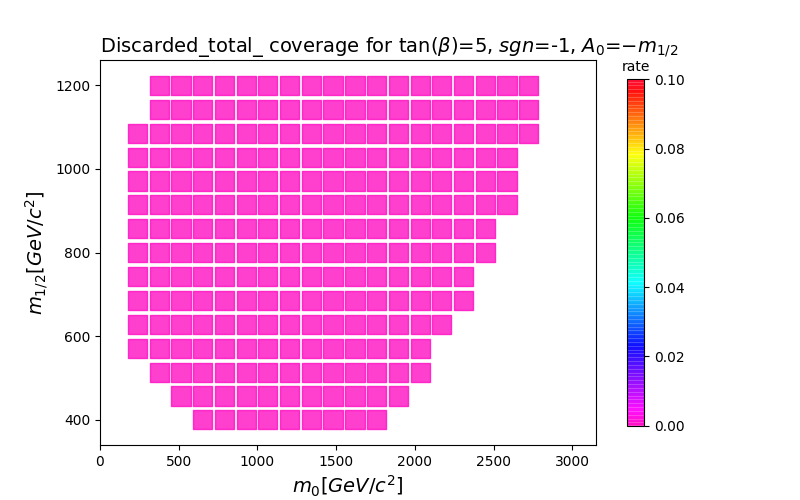 Discarded_total_ coverage for tan(β)=5, sgn=-1, A₀=−m₁/₂
rate
0.10
0.08
0.06
0.04
0.02
0.00
1200
1000
800
600
400
m₁/₂[GeV/c²]
0 500 1000 1500 2000 2500 3000
m₀[GeV/c²]